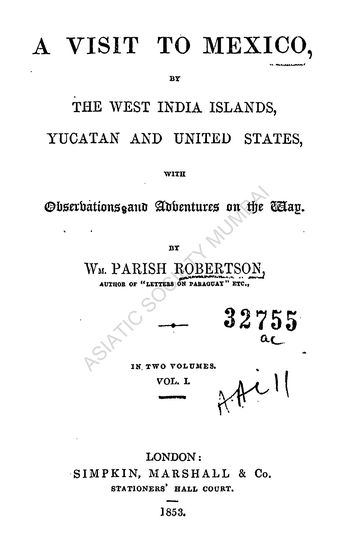 A VISIT TO MEXICO,
BY
THE WEST INDIA ISLANDS,
YUCATAN AND UNITED STATES,
WITH
Observations and Adventures on the Way.
BY
WM. PARISH ROBERTSON,
AUTHOR OF "LETTERS ON PARAGUAY" ETC.,
32755
ac
IN TWO VOLUMES.
VOL. I.
LONDON:
SIMPKIN, MARSHALL & Co.
STATIONERS' HALL COURT.
1853.
ASIATIC SOCIETY MUMBAI